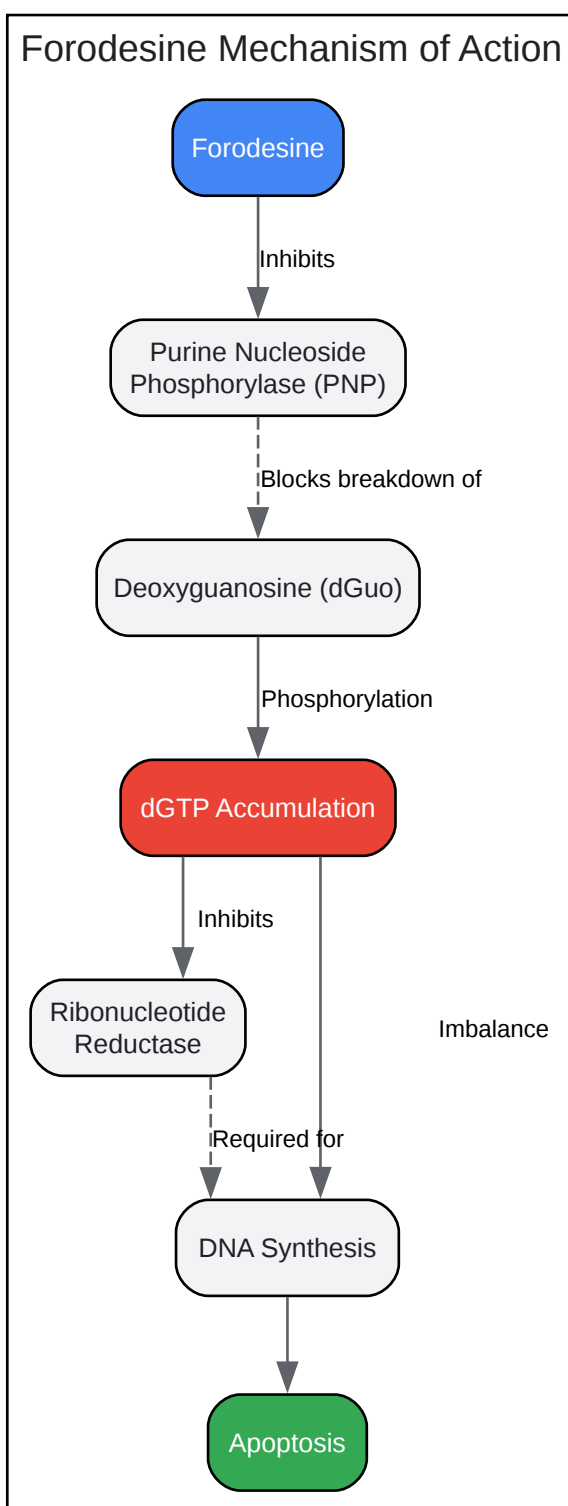 Forodesine Mechanism of Action
Forodesine
Inhibits
Purine Nucleoside
Phosphorylase (PNP)
Blocks breakdown of
Deoxyguanosine (dGuo)
Phosphorylation
dGTP Accumulation
Inhibits
Ribonucleotide
Reductase
Imbalance
Required for
DNA Synthesis
Apoptosis